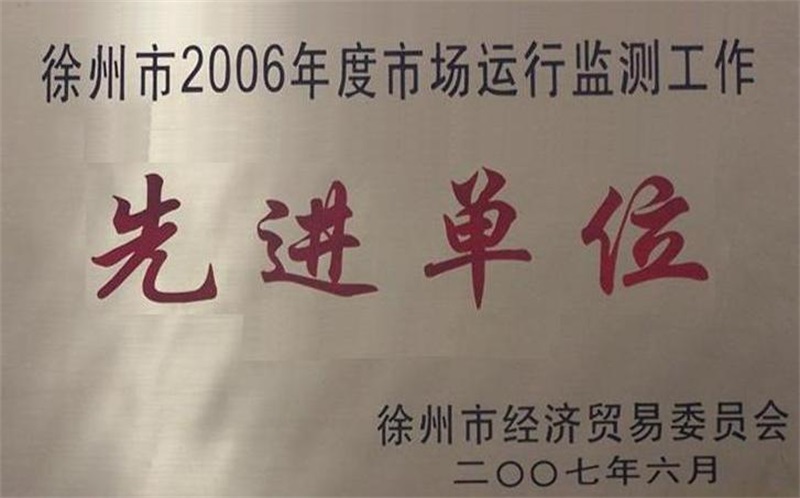 徐州市2006年度市场运行监测工作
先进单位
徐州市经济贸易委员会
二〇〇七年六月